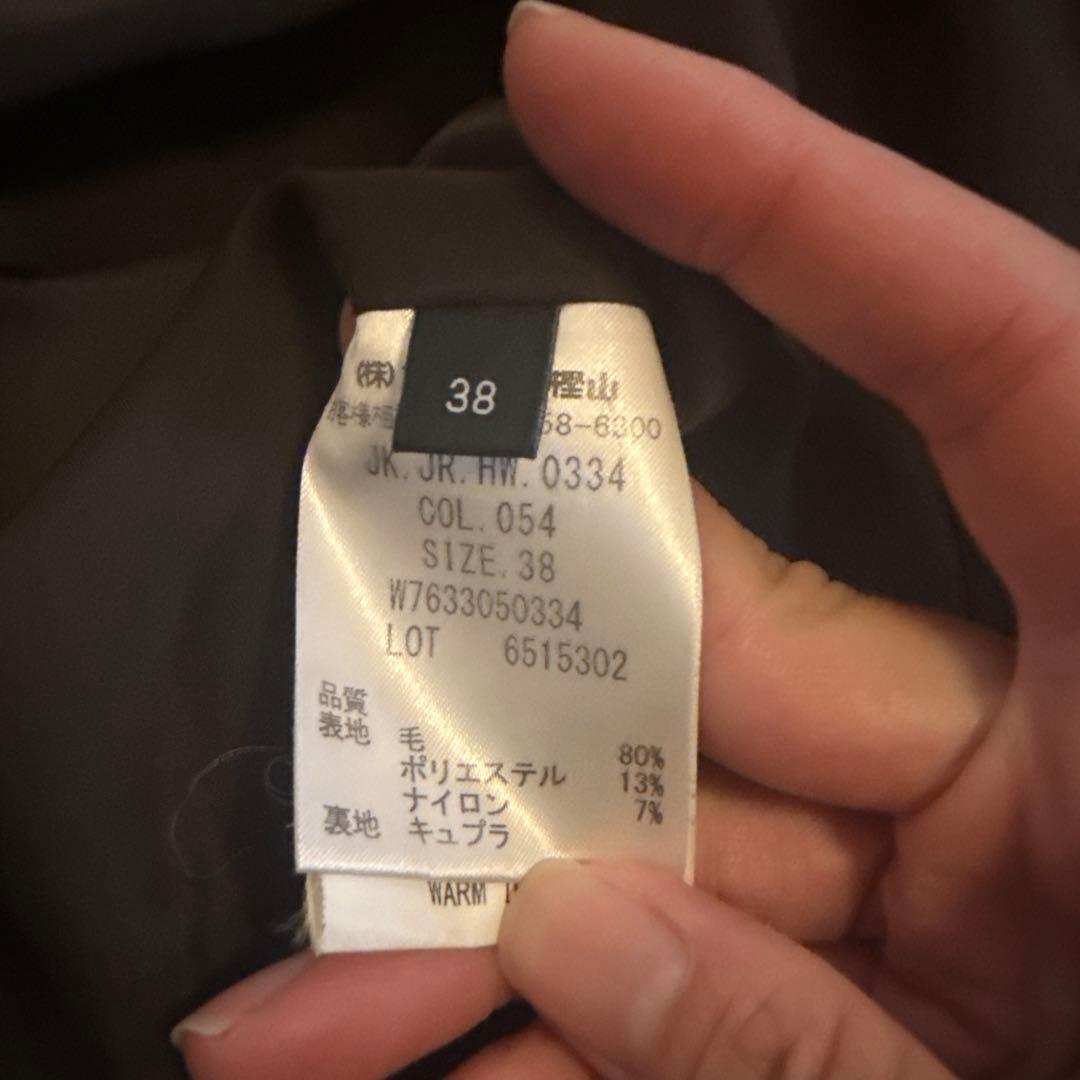 38
(株) 樫山
58-6300
JK.JR.HW.0334
COL.054
SIZE.38
W7633050334
LOT 6515302
品質
表地 毛 80%
ポリエステル 13%
ナイロン 7%
裏地 キュプラ
WARM